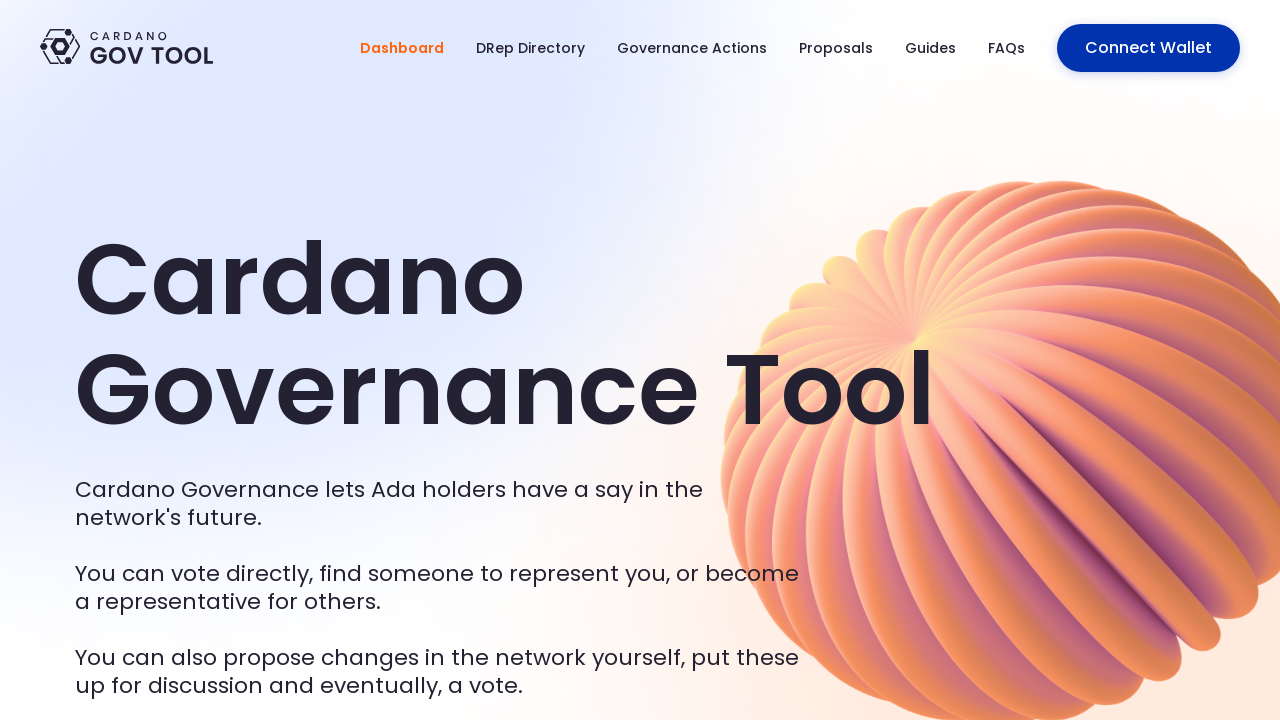 CARDANO
GOV TOOL
Dashboard
DRep Directory
Governance Actions
Proposals
Guides
FAQs
Connect Wallet
Cardano
Governance Tool
Cardano Governance lets Ada holders have a say in the
network's future.
You can vote directly, find someone to represent you, or become
a representative for others.
You can also propose changes in the network yourself, put these
up for discussion and eventually, a vote.